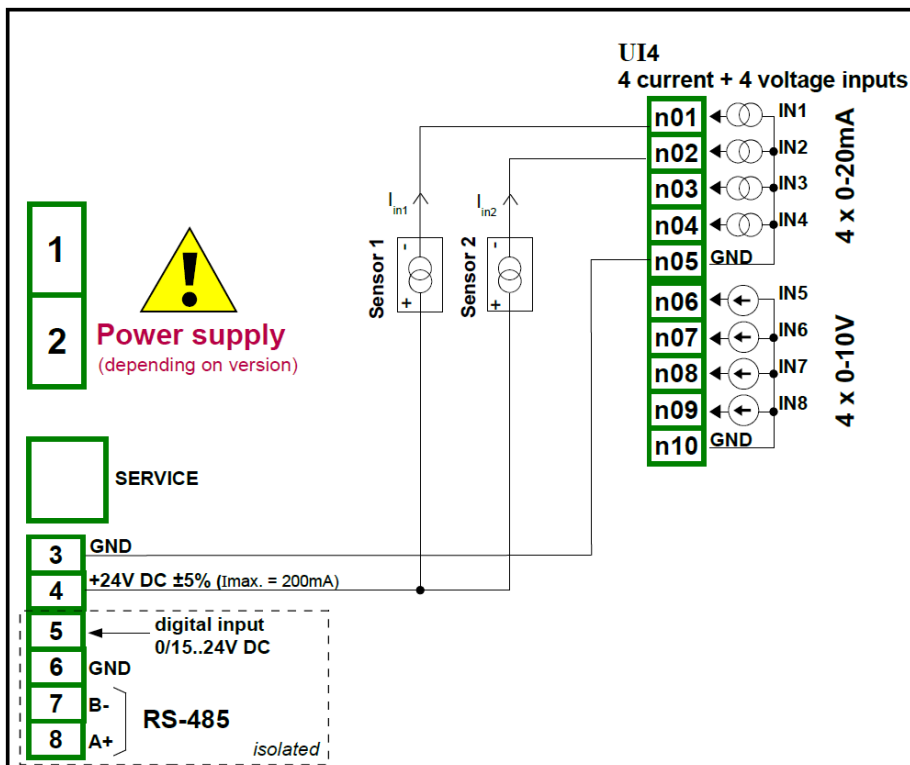 UI4
4 current + 4 voltage inputs
n01
IN1
n02
IN2
n03
IN3
n04
IN4
n05
GND
4 x 0-20mA
n06
IN5
n07
IN6
n08
IN7
n09
IN8
n10
GND
4 x 0-10V
Iin1
Iin2
Sensor 1
-
+
Sensor 2
-
+
1
2
!
Power supply
(depending on version)
SERVICE
3
GND
4
+24V DC ±5% (Imax. = 200mA)
5
digital input
0/15..24V DC
6
GND
7
B-
8
A+
RS-485
isolated